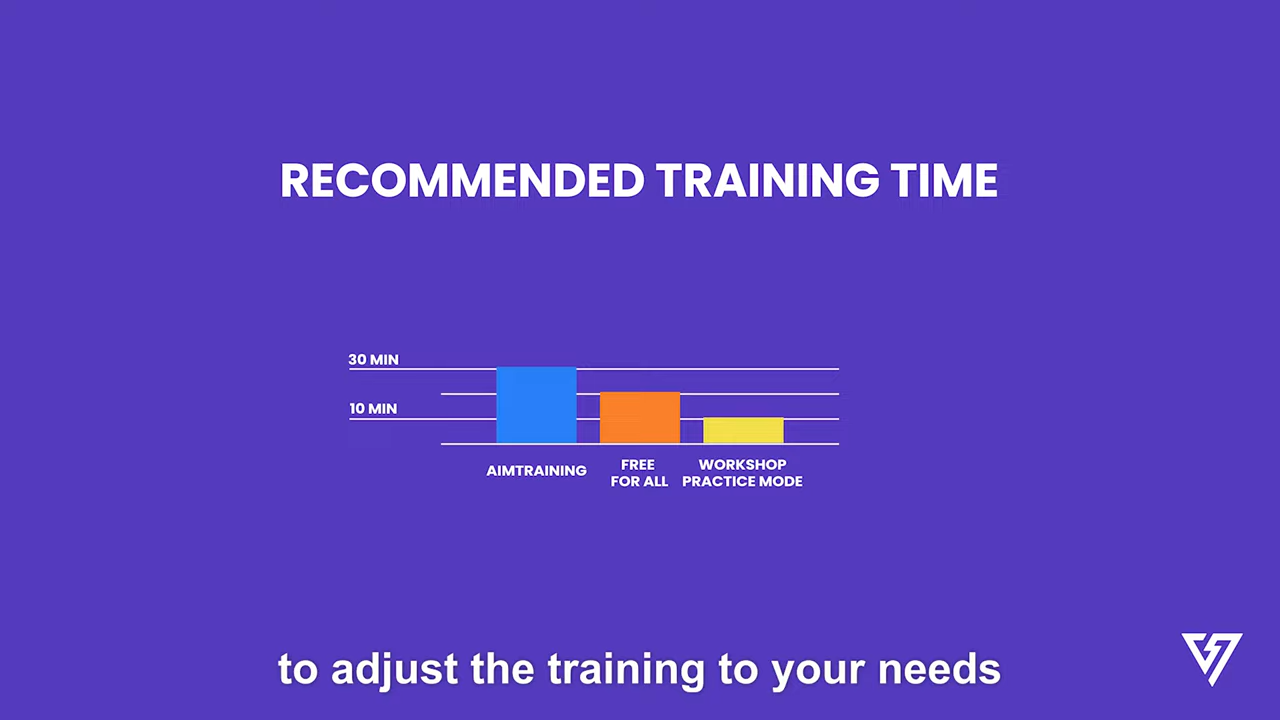 RECOMMENDED TRAINING TIME
30 MIN
10 MIN
AIMTRAINING
FREE
FOR ALL
WORKSHOP
PRACTICE MODE
to adjust the training to your needs